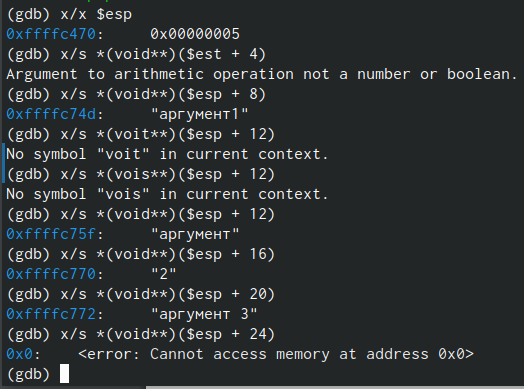 (gdb) x/x $esp
0xffffc470:     0x00000005
(gdb) x/s *(void**)($est + 4)
Argument to arithmetic operation not a number or boolean.
(gdb) x/s *(void**)($esp + 8)
0xffffc74d:     "аргумент1"
(gdb) x/s *(voit**)($esp + 12)
No symbol "voit" in current context.
(gdb) x/s *(vois**)($esp + 12)
No symbol "vois" in current context.
(gdb) x/s *(void**)($esp + 12)
0xffffc75f:     "аргумент"
(gdb) x/s *(void**)($esp + 16)
0xffffc770:     "2"
(gdb) x/s *(void**)($esp + 20)
0xffffc772:     "аргумент 3"
(gdb) x/s *(void**)($esp + 24)
0x0:     <error: Cannot access memory at address 0x0>
(gdb)